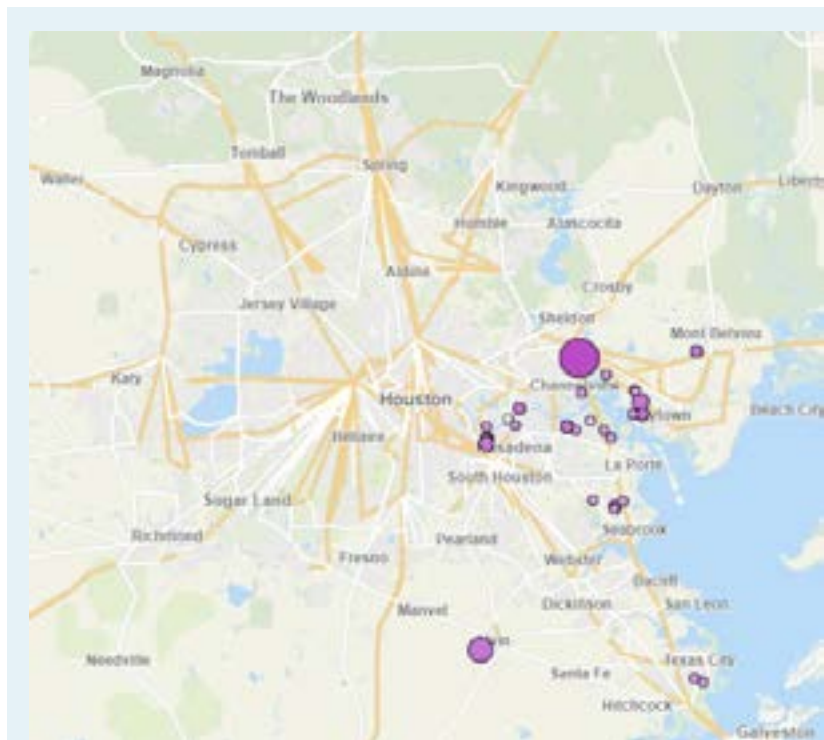 Magnolia
The Woodlands
Tomball
Spring
Waller
Kingwood
Dayton
Humble
Atascocita
Cypress
Aldine
Crosby
Jersey Village
Sheldon
Mont Belvieu
Katy
Houston
Beach City
Bellaire
La Porte
South Houston
Sugar Land
Seabrook
Richmond
Pearland
Fresno
Webster
Bacliff
Manvel
Dickinson
San Leon
Needville
Santa Fe
Texas City
Hitchcock
Galveston